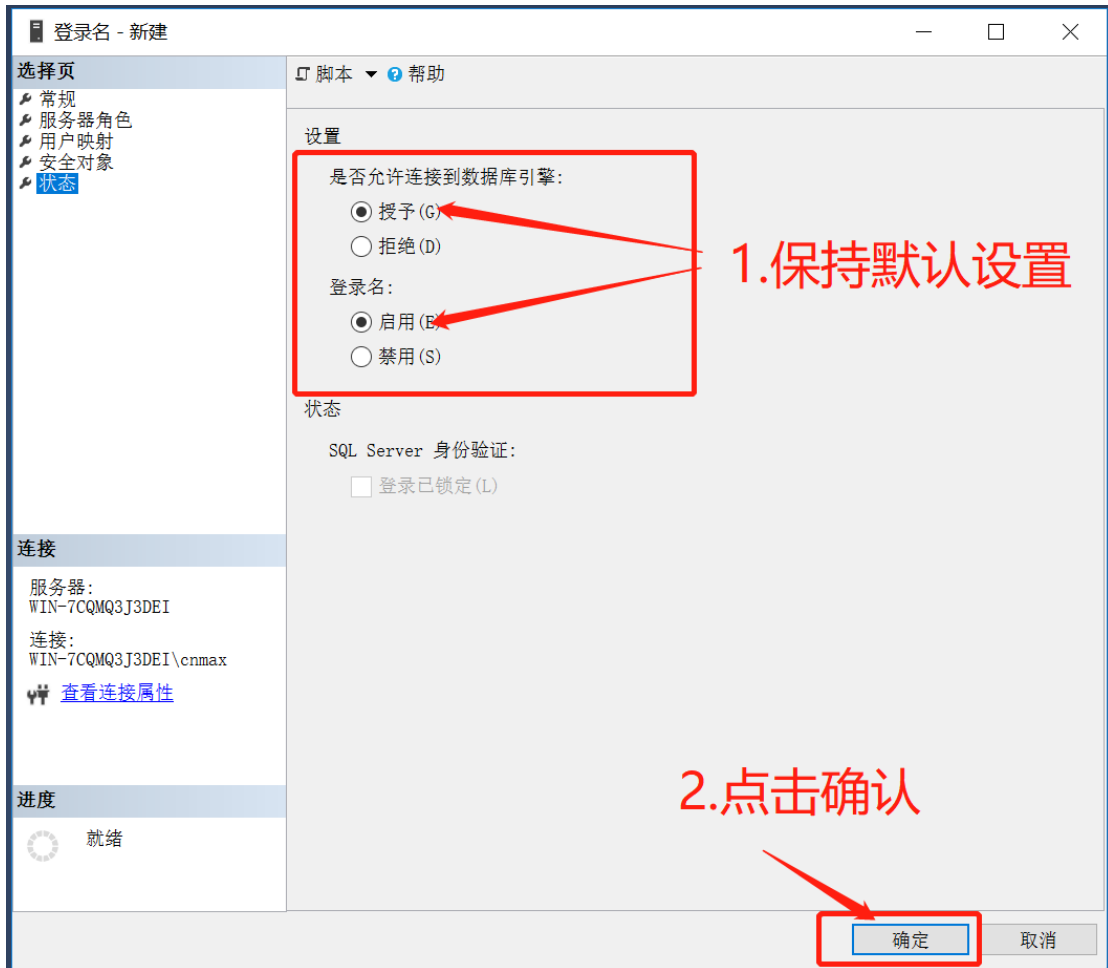 登录名 - 新建
选择页
常规
服务器角色
用户映射
安全对象
状态
脚本 帮助
设置
是否允许连接到数据库引擎:
授予(G)
拒绝(D)
1.保持默认设置
登录名:
启用(E)
禁用(S)
状态
SQL Server 身份验证:
登录已锁定(L)
连接
服务器:
WIN-7CQMQ3J3DEI
连接:
WIN-7CQMQ3J3DEI\cnmax
查看连接属性
进度
就绪
2.点击确认
确定 取消